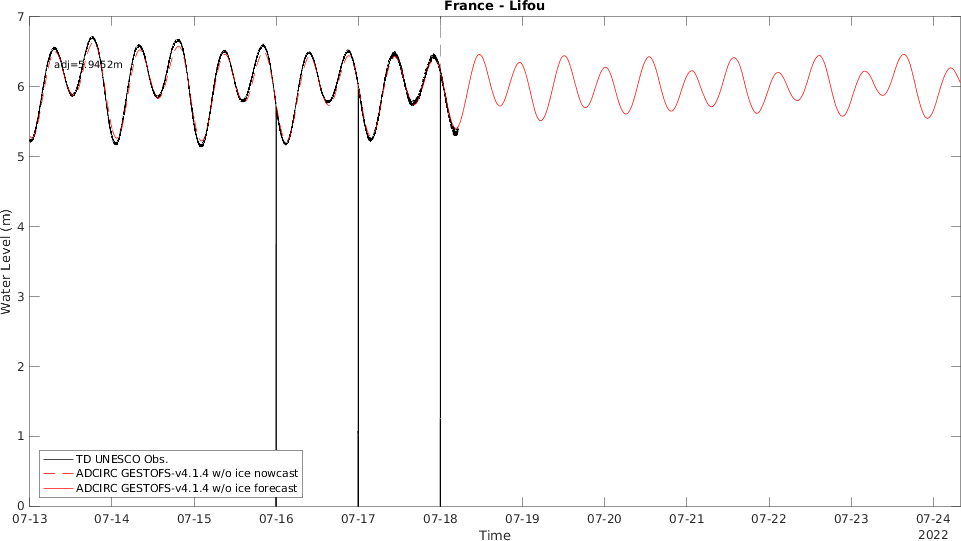 France - Lifou
7
6
5
4
3
2
1
0
Water Level (m)
adj=5.9452m
TD UNESCO Obs.
ADCIRC GESTOFS-v4.1.4 w/o ice nowcast
ADCIRC GESTOFS-v4.1.4 w/o ice forecast
07-13 07-14 07-15 07-16 07-17 07-18 07-19 07-20 07-21 07-22 07-23 07-24
Time
2022